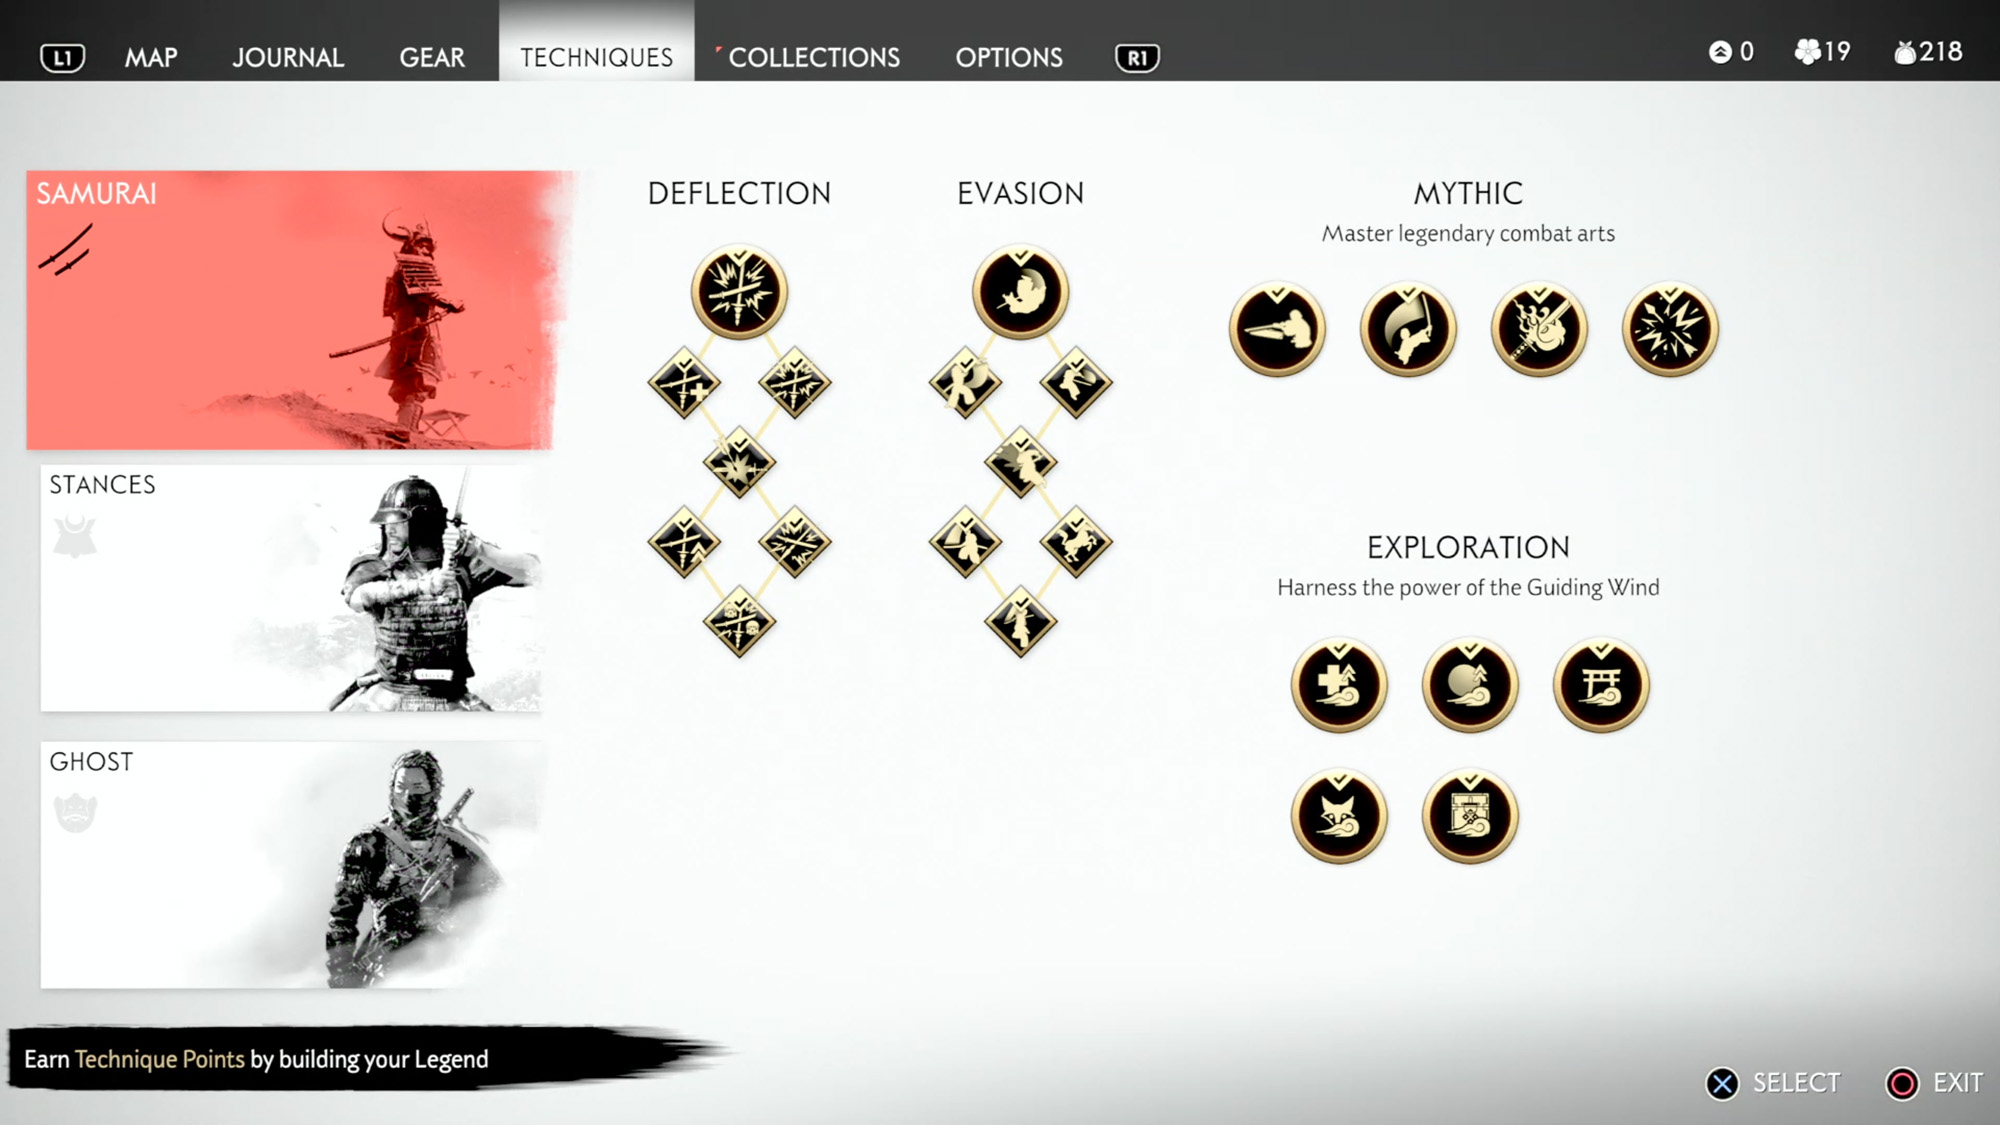 L1 MAP JOURNAL GEAR TECHNIQUES COLLECTIONS OPTIONS R1 0 19 218
SAMURAI
STANCES
GHOST
DEFLECTION
EVASION
MYTHIC
Master legendary combat arts
EXPLORATION
Harness the power of the Guiding Wind
Earn Technique Points by building your Legend
SELECT EXIT